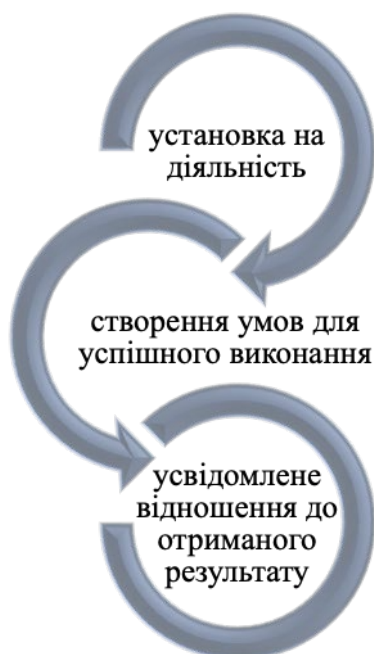 установка на
діяльність
створення умов для
успішного виконання
усвідомлене
відношення до
отриманого
результату